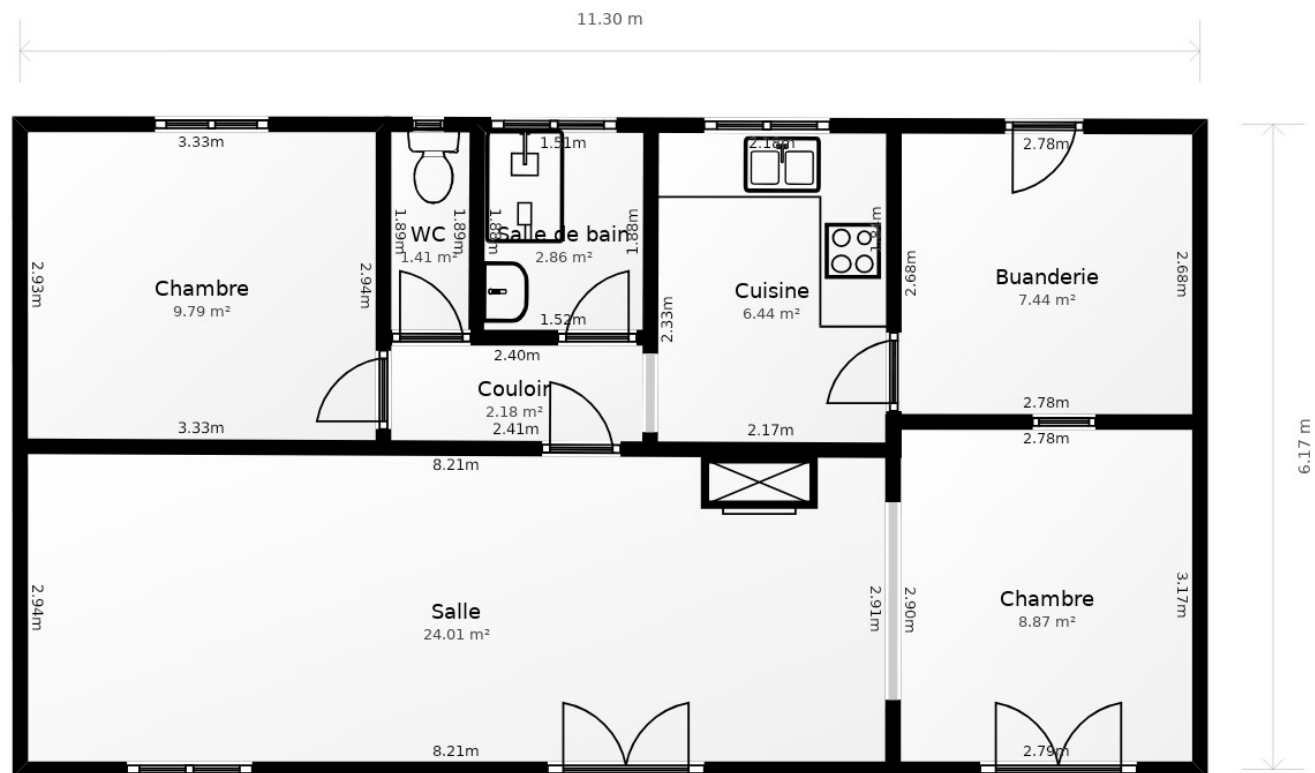 11.30 m
3.33m
1.51m
2.18m
2.78m
1.89m
1.89m
1.88m
1.88m
WC
1.41 m²
Salle de bain
2.86 m²
2.93m
2.94m
Chambre
9.79 m²
2.33m
Cuisine
6.44 m²
2.68m
Buanderie
7.44 m²
2.68m
1.52m
2.40m
Couloir
2.18 m²
2.41m
3.33m
2.17m
2.78m
2.78m
6.17 m
8.21m
2.94m
Salle
24.01 m²
2.91m
2.90m
Chambre
8.87 m²
3.17m
8.21m
2.79m